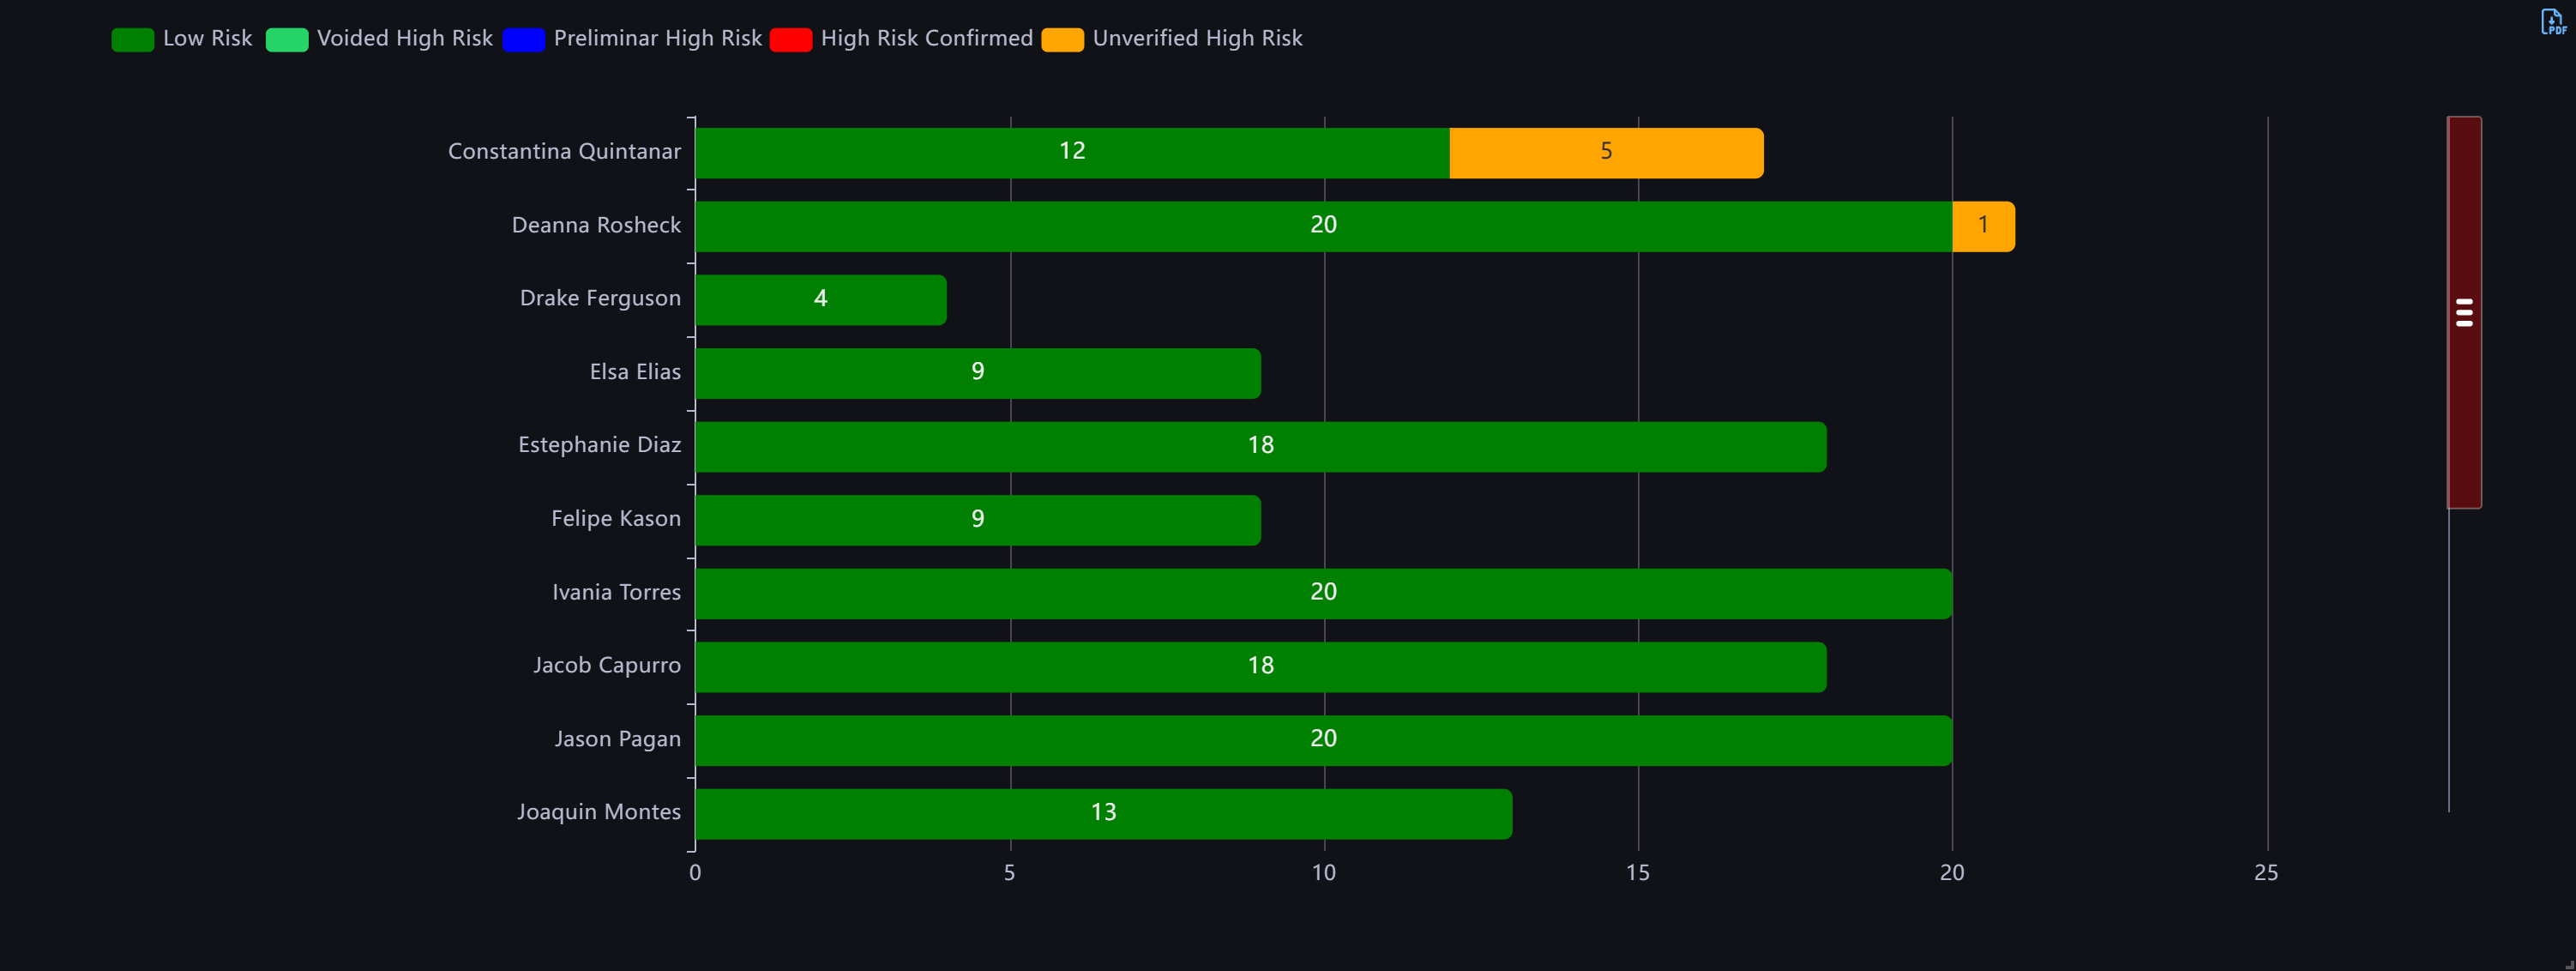 Low Risk Voided High Risk Preliminar High Risk High Risk Confirmed Unverified High Risk
PDF
Constantina Quintanar 12 5
Deanna Rosheck 20 1
Drake Ferguson 4
Elsa Elias 9
Estephanie Diaz 18
Felipe Kason 9
Ivania Torres 20
Jacob Capurro 18
Jason Pagan 20
Joaquin Montes 13
0 5 10 15 20 25